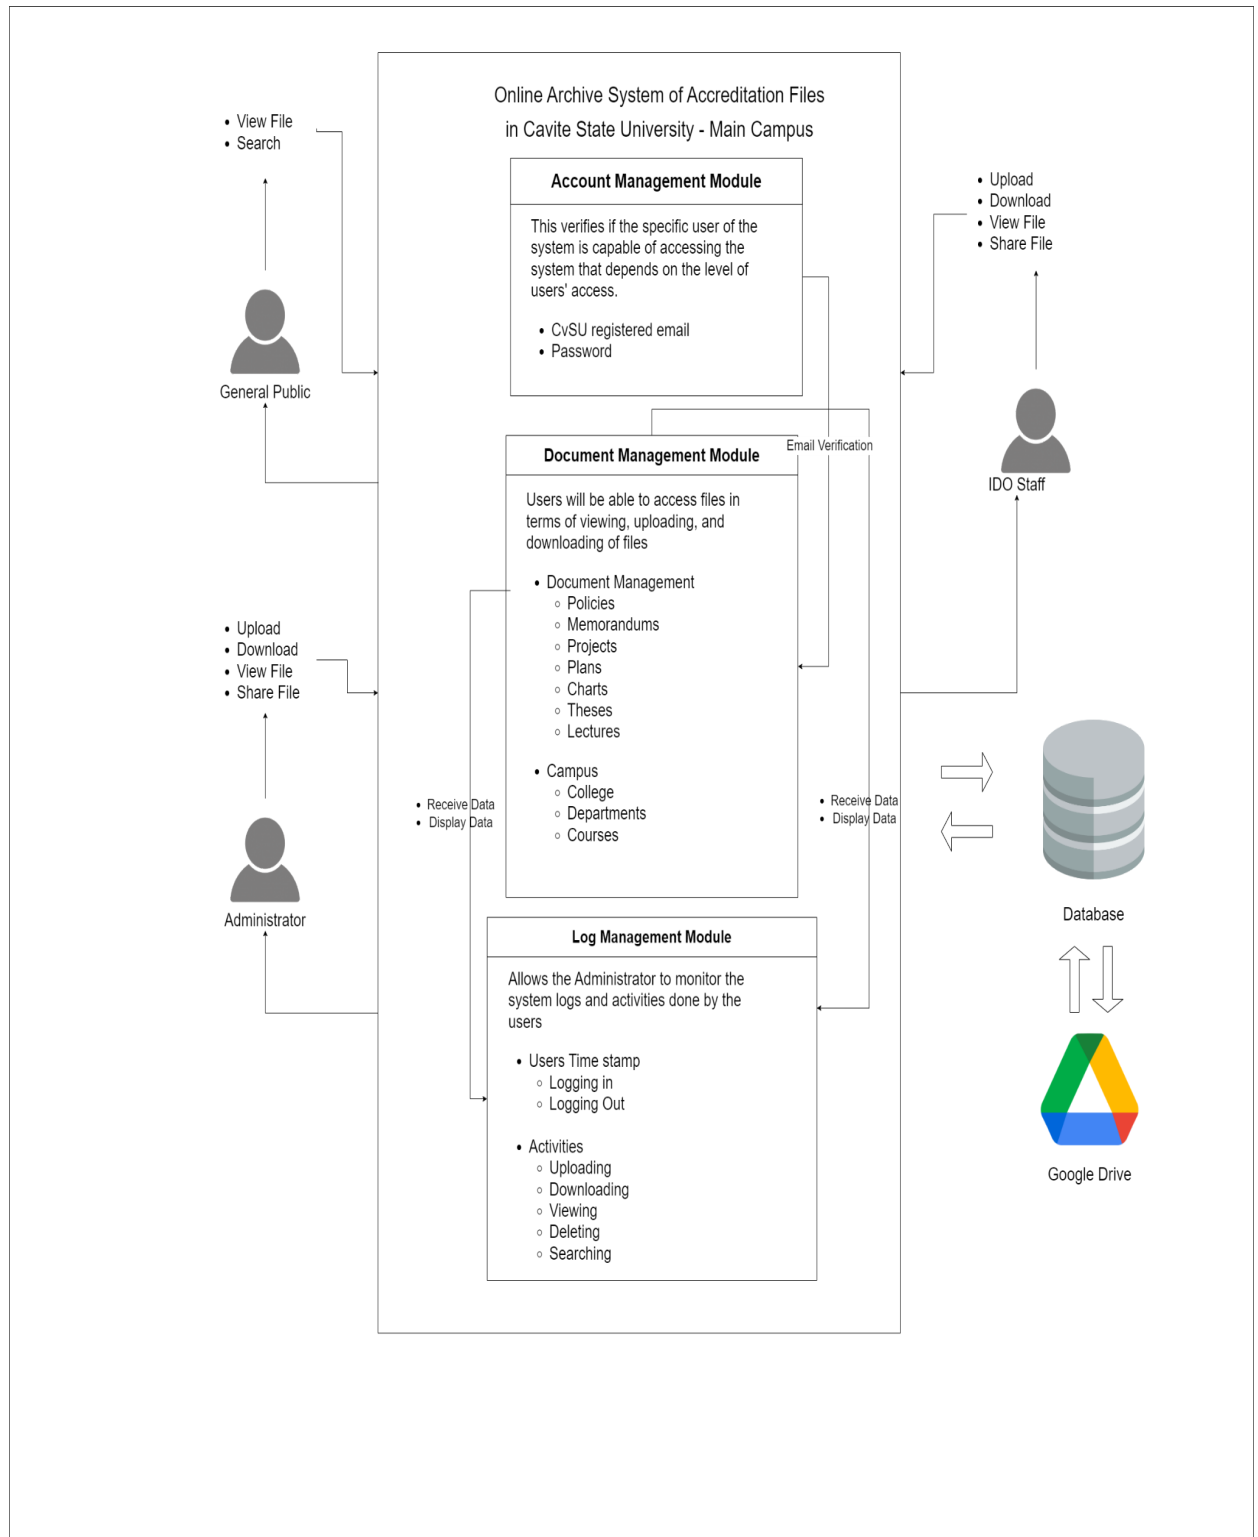 Online Archive System of Accreditation Files
in Cavite State University - Main Campus
• View File
• Search
General Public
• Upload
• Download
• View File
• Share File
Administrator
Account Management Module
This verifies if the specific user of the
system is capable of accessing the
system that depends on the level of
users' access.
• CvSU registered email
• Password
Email Verification
Document Management Module
Users will be able to access files in
terms of viewing, uploading, and
downloading of files
• Document Management
○ Policies
○ Memorandums
○ Projects
○ Plans
○ Charts
○ Theses
○ Lectures
• Campus
○ College
○ Departments
○ Courses
• Receive Data
• Display Data
• Receive Data
• Display Data
Log Management Module
Allows the Administrator to monitor the
system logs and activities done by the
users
• Users Time stamp
○ Logging in
○ Logging Out
• Activities
○ Uploading
○ Downloading
○ Viewing
○ Deleting
○ Searching
• Upload
• Download
• View File
• Share File
IDO Staff
Database
Google Drive